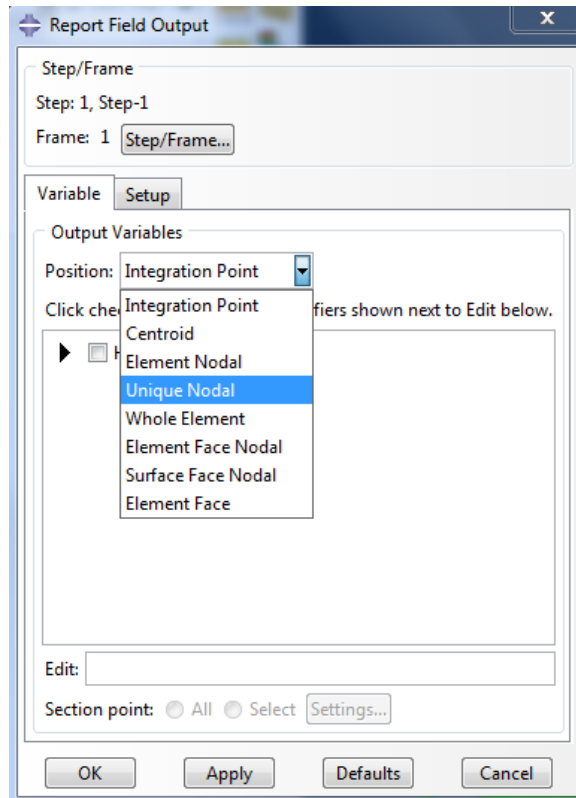 Report Field Output
x
Step/Frame
Step: 1, Step-1
Frame: 1 Step/Frame...
Variable Setup
Output Variables
Position: Integration Point
Integration Point
Click che fiers shown next to Edit below.
Centroid
H
Element Nodal
Unique Nodal
Whole Element
Element Face Nodal
Surface Face Nodal
Element Face
Edit:
Section point: All Select Settings...
OK Apply Defaults Cancel